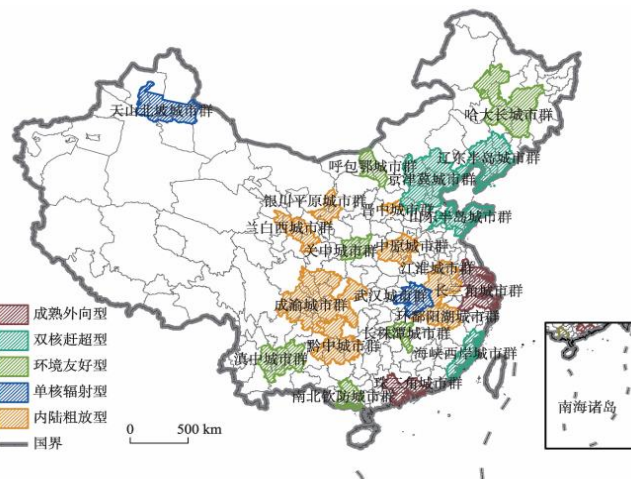 天山北坡城市群
哈大长城市群
辽东半岛城市群
呼包鄂城市群
京津冀城市群
银川平原城市群
晋中城市群
山东半岛城市群
兰白西城市群
关中城市群
中原城市群
江淮城市群
长三角城市群
武汉城市群
成渝城市群
环鄱阳湖城市群
长株潭城市群
黔中城市群
海峡西岸城市群
滇中城市群
珠三角城市群
南北钦防城市群
成熟外向型
双核赶超型
环境友好型
单核辐射型
内陆粗放型
国界
0 500 km
南海诸岛